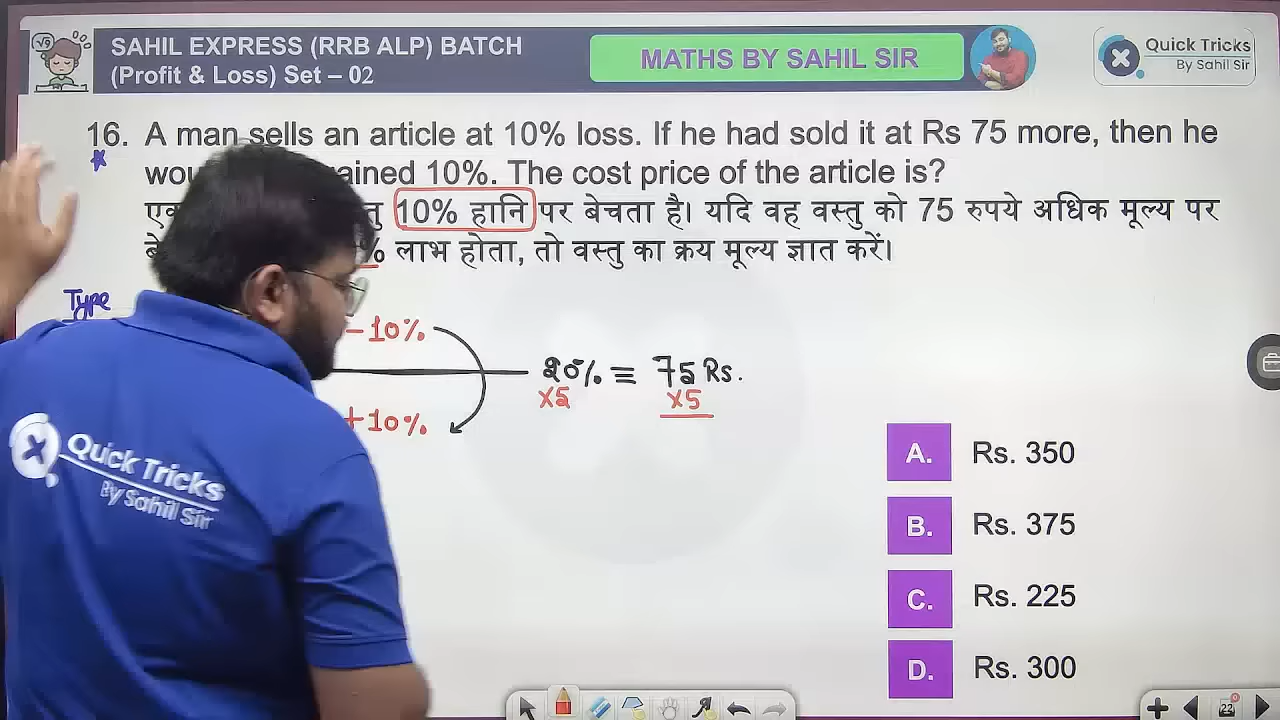 SAHIL EXPRESS (RRB ALP) BATCH
(Profit & Loss) Set – 02
MATHS BY SAHIL SIR
Quick Tricks
By Sahil Sir
16. A man sells an article at 10% loss. If he had sold it at Rs 75 more, then he
10%. The cost price of the article is?
10% हानि पर बेचता है। यदि वह वस्तु को 75 रुपये अधिक मूल्य पर
लाभ होता, तो वस्तु का क्रय मूल्य ज्ञात करें।
Type
-10%
20% ≡ 75 Rs.
×5 ×5
+10%
Quick Tricks
By Sahil Sir
A. Rs. 350
B. Rs. 375
C. Rs. 225
D. Rs. 300
22